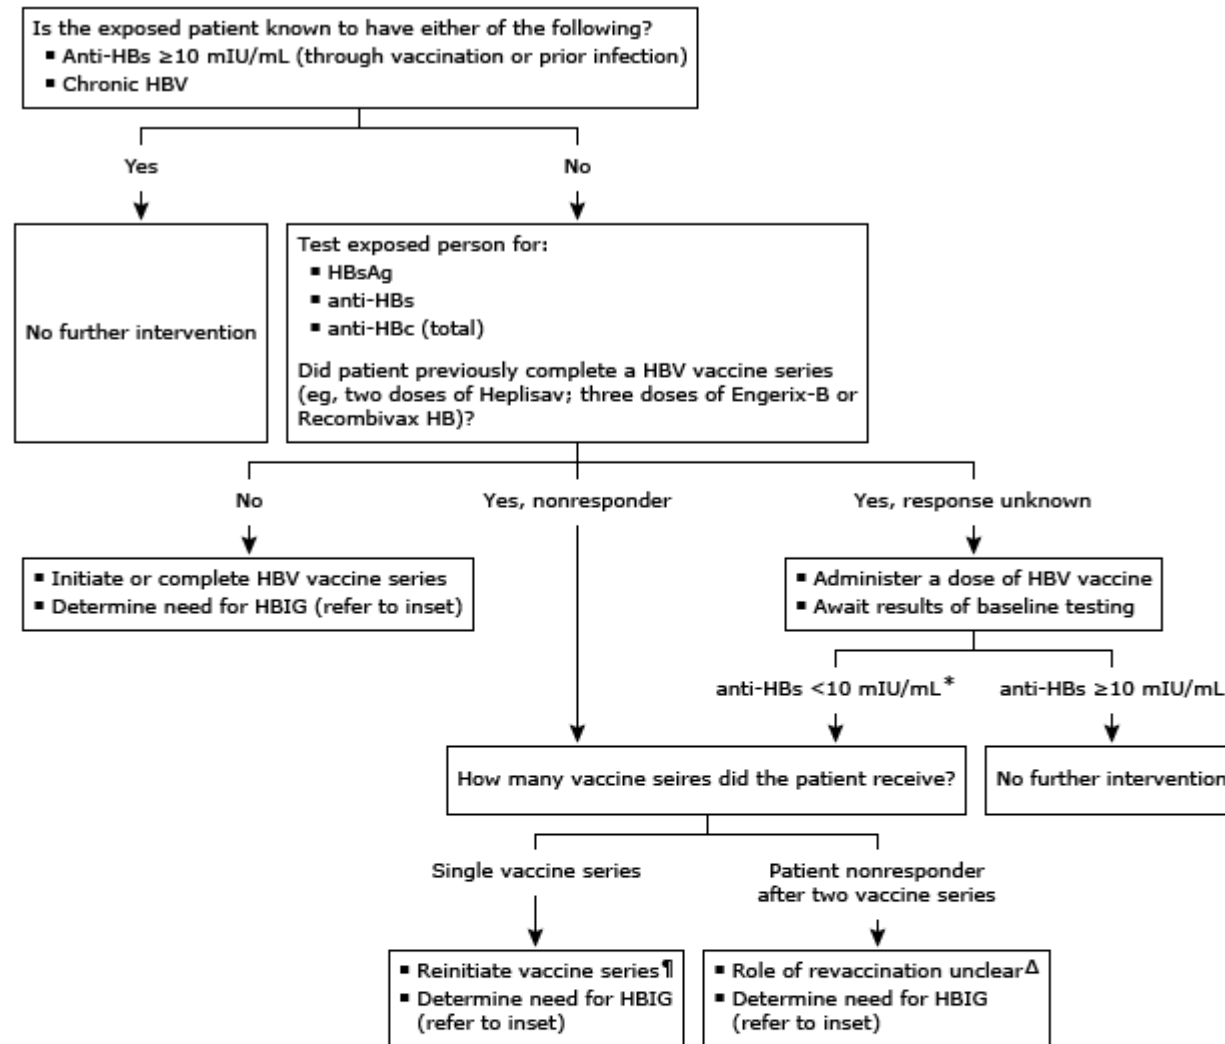 Is the exposed patient known to have either of the following?
▪ Anti-HBs ≥10 mIU/mL (through vaccination or prior infection)
▪ Chronic HBV
Yes
No
No further intervention
Test exposed person for:
▪ HBsAg
▪ anti-HBs
▪ anti-HBc (total)
Did patient previously complete a HBV vaccine series
(eg, two doses of Heplisav; three doses of Engerix-B or
Recombivax HB)?
No
Yes, nonresponder
Yes, response unknown
▪ Initiate or complete HBV vaccine series
▪ Determine need for HBIG (refer to inset)
▪ Administer a dose of HBV vaccine
▪ Await results of baseline testing
anti-HBs <10 mIU/mL*
anti-HBs ≥10 mIU/mL
How many vaccine seires did the patient receive?
No further intervention
Single vaccine series
Patient nonresponder
after two vaccine series
▪ Reinitiate vaccine series¶
▪ Determine need for HBIG
(refer to inset)
▪ Role of revaccination unclearΔ
▪ Determine need for HBIG
(refer to inset)